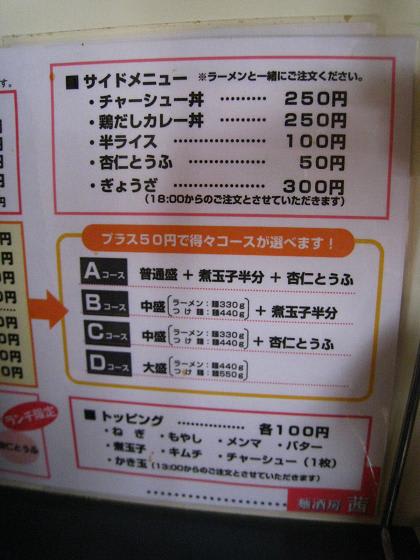 ■サイドメニュー ※ラーメンと一緒にご注文ください。
・チャーシュー丼 ………… 250円
・鶏だしカレー丼 ………… 250円
・半ライス ………………… 100円
・杏仁とうふ ……………… 50円
・ぎょうざ ………………… 300円
(18:00からのご注文とさせていただきます)
プラス50円で得々コースが選べます!
Aコース 普通盛 + 煮玉子半分 + 杏仁とうふ
Bコース 中盛 [ラーメン:麺330g つけ麺:麺440g] + 煮玉子半分
Cコース 中盛 [ラーメン:麺330g つけ麺:麺440g] + 杏仁とうふ
Dコース 大盛 [ラーメン:麺440g つけ麺:麺550g]
ランチ限定
■トッピング ……………… 各100円
・ねぎ ・もやし ・メンマ ・バター
・煮玉子 ・キムチ ・チャーシュー(1枚)
・かき玉(13:00からのご注文とさせていただきます)
麺酒房 茜